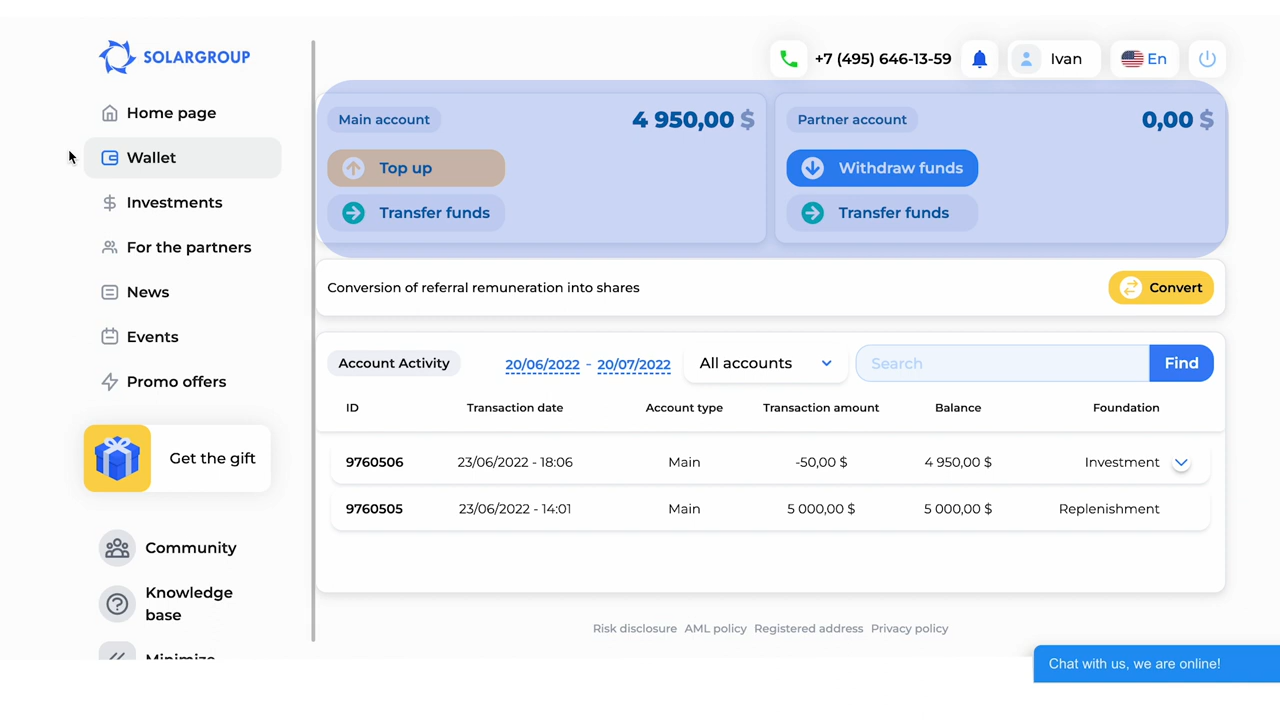 SOLARGROUP
+7 (495) 646-13-59
Ivan
En
Home page
Wallet
Investments
For the partners
News
Events
Promo offers
Get the gift
Community
Knowledge
base
Minimize
Main account
4 950,00 $
Top up
Transfer funds
Partner account
0,00 $
Withdraw funds
Transfer funds
Conversion of referral remuneration into shares
Convert
Account Activity
20/06/2022 - 20/07/2022
All accounts
Search
Find
ID Transaction date Account type Transaction amount Balance Foundation
9760506 23/06/2022 - 18:06 Main -50,00 $ 4 950,00 $ Investment
9760505 23/06/2022 - 14:01 Main 5 000,00 $ 5 000,00 $ Replenishment
Risk disclosure AML policy Registered address Privacy policy
Chat with us, we are online!